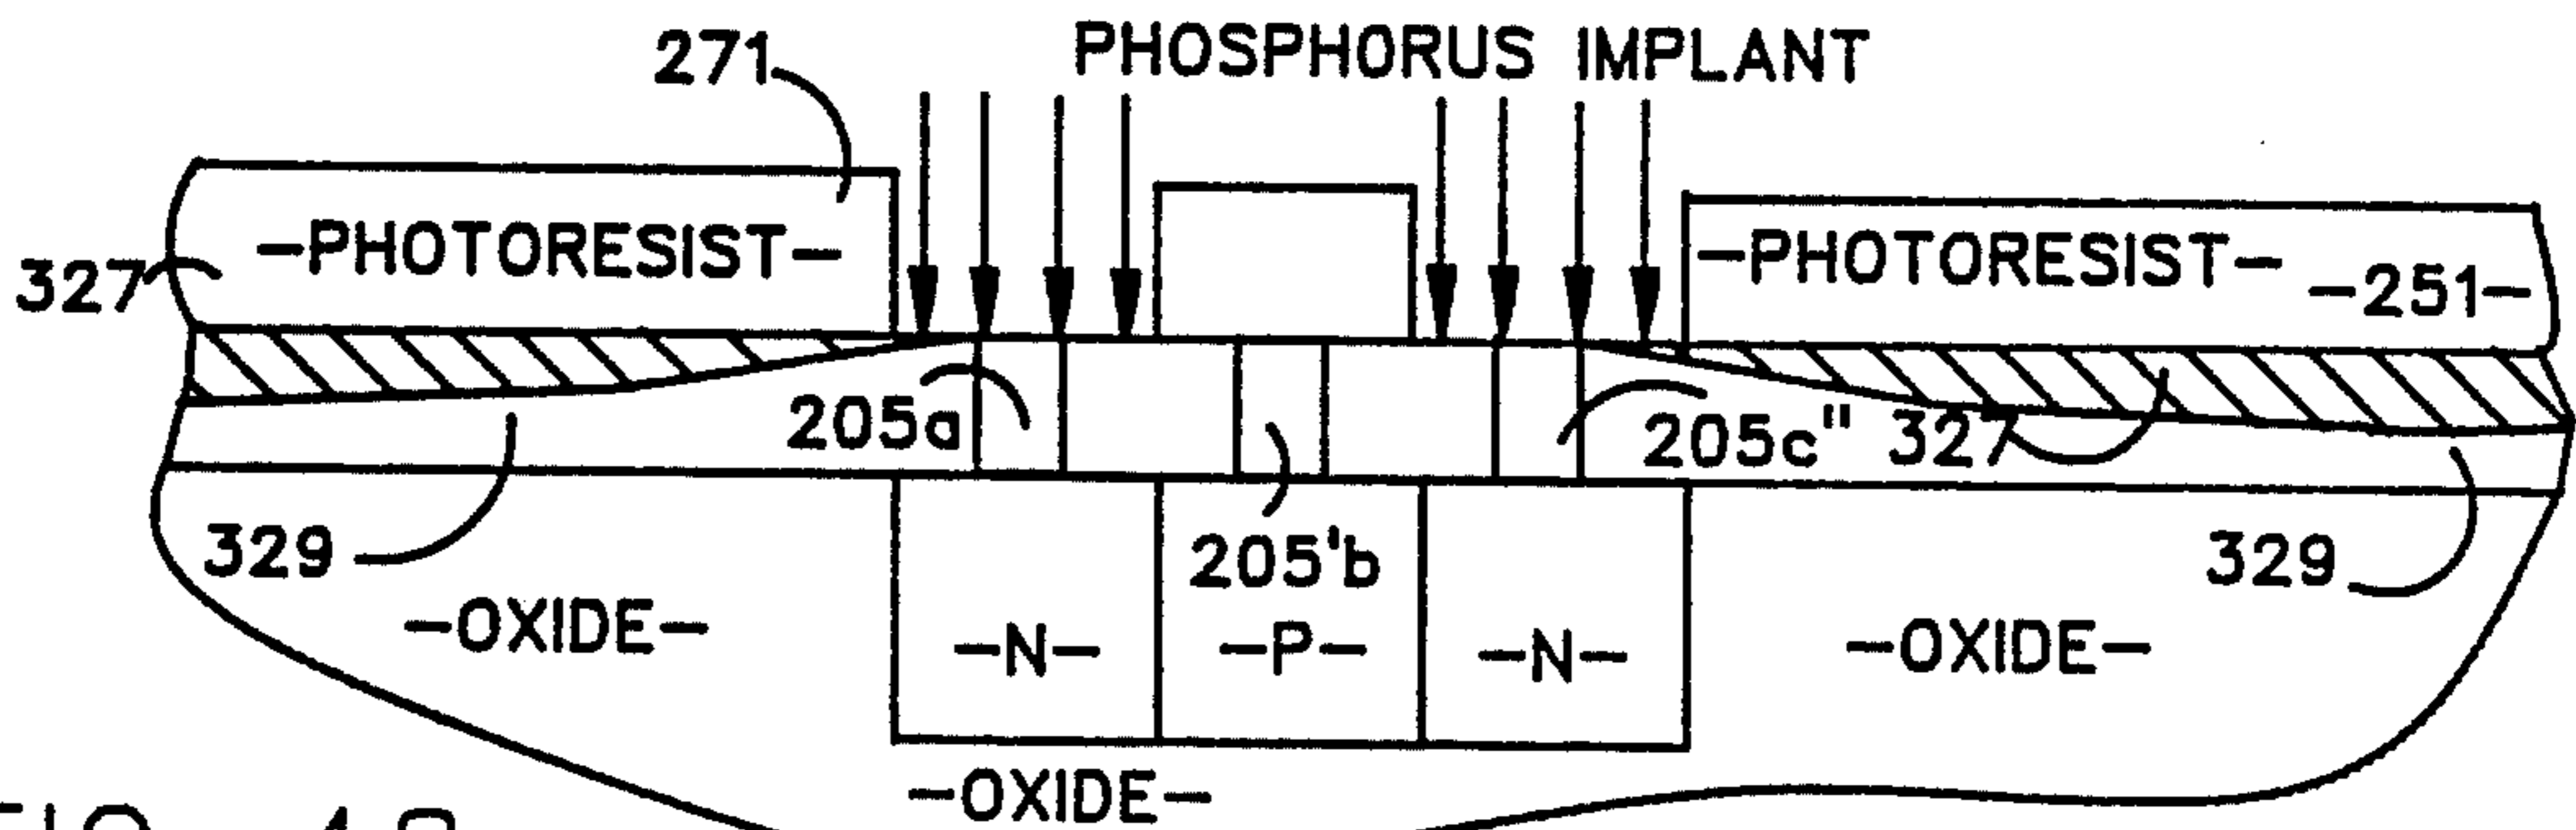 271
PHOSPHORUS IMPLANT
-PHOTORESIST-
-PHOTORESIST-
327
-251-
205a
205c" 327
329
205'b
329
-OXIDE-
-N-
-P-
-N-
-OXIDE-
-OXIDE-